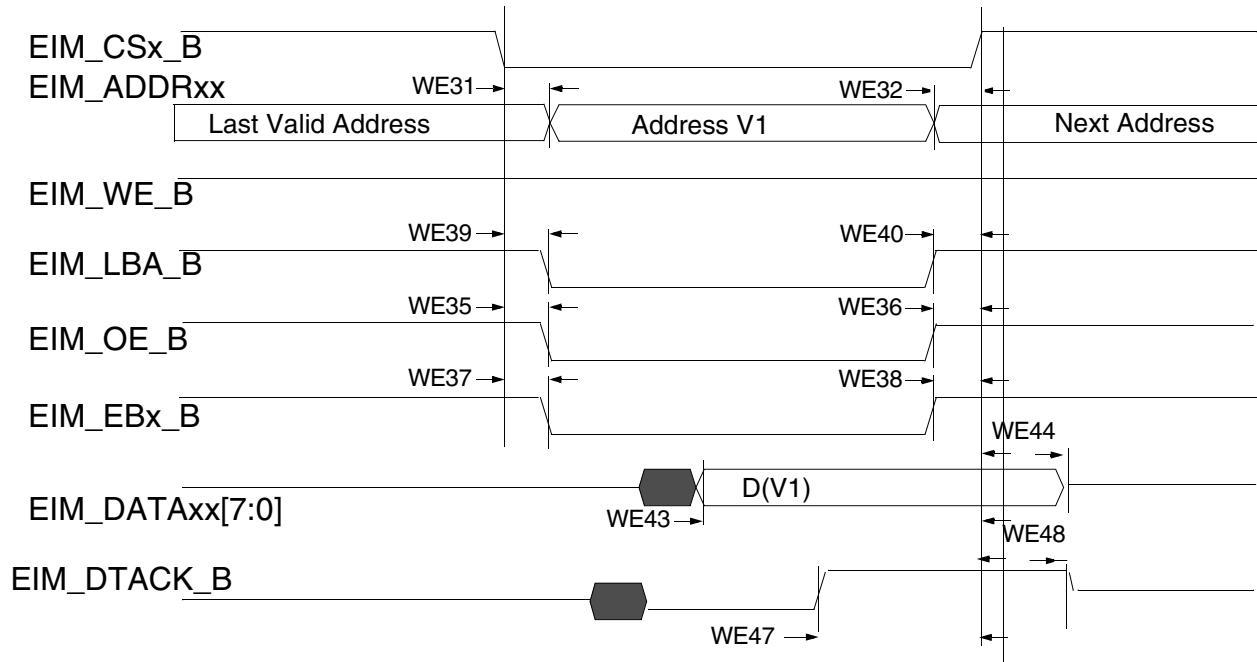 EIM_CSx_B
EIM_ADDRxx
WE31
WE32
Last Valid Address
Address V1
Next Address
EIM_WE_B
WE39
WE40
EIM_LBA_B
WE35
WE36
EIM_OE_B
WE37
WE38
EIM_EBx_B
WE44
D(V1)
EIM_DATAxx[7:0]
WE43
WE48
EIM_DTACK_B
WE47